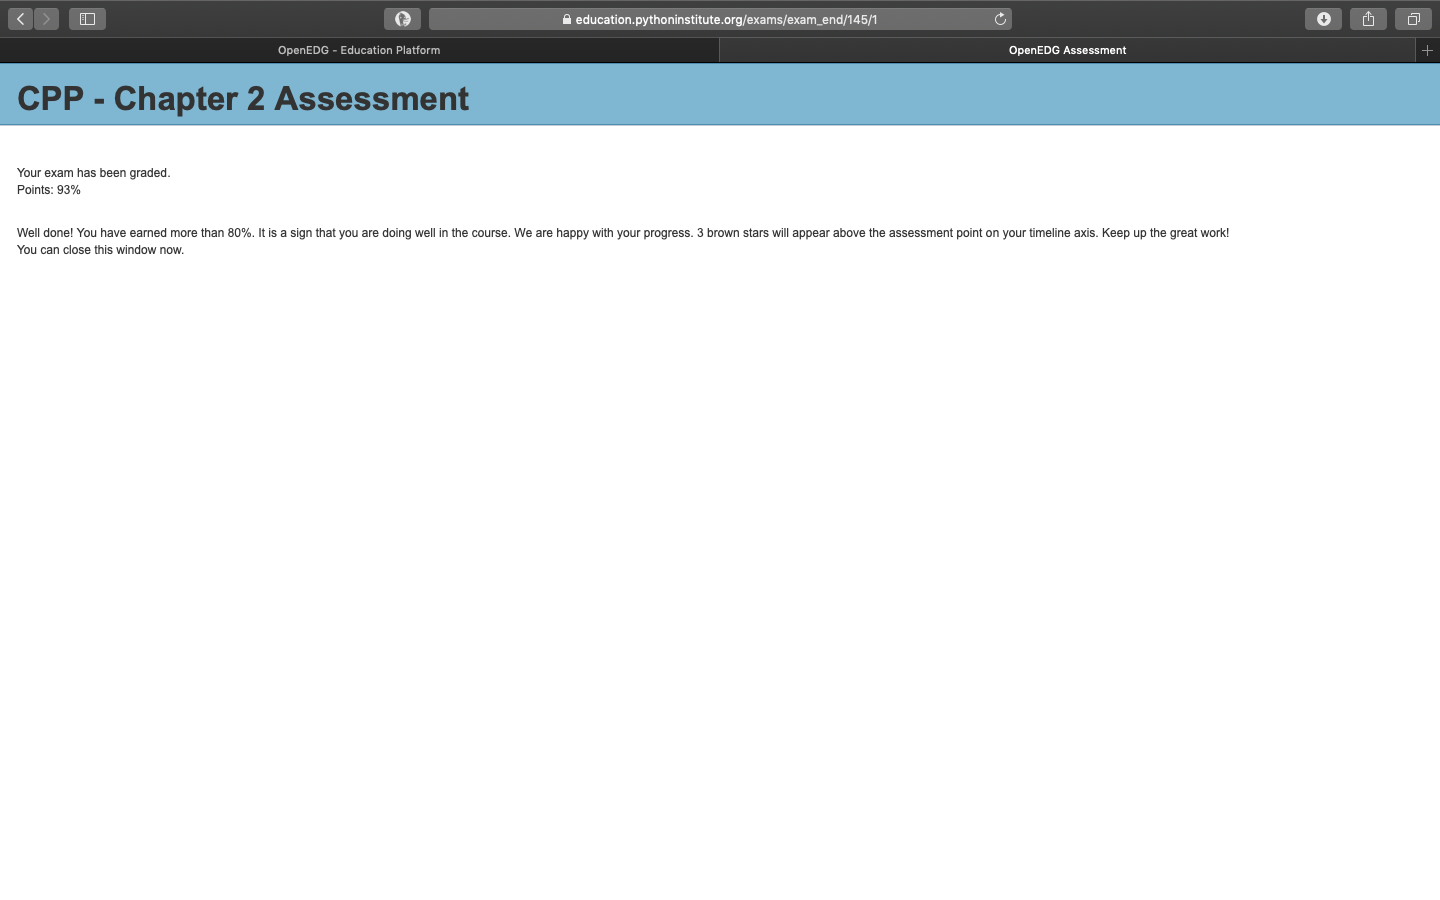 education.pythoninstitute.org/exams/exam_end/145/1
OpenEDG - Education Platform
OpenEDG Assessment
CPP - Chapter 2 Assessment
Your exam has been graded.
Points: 93%
Well done! You have earned more than 80%. It is a sign that you are doing well in the course. We are happy with your progress. 3 brown stars will appear above the assessment point on your timeline axis. Keep up the great work!
You can close this window now.